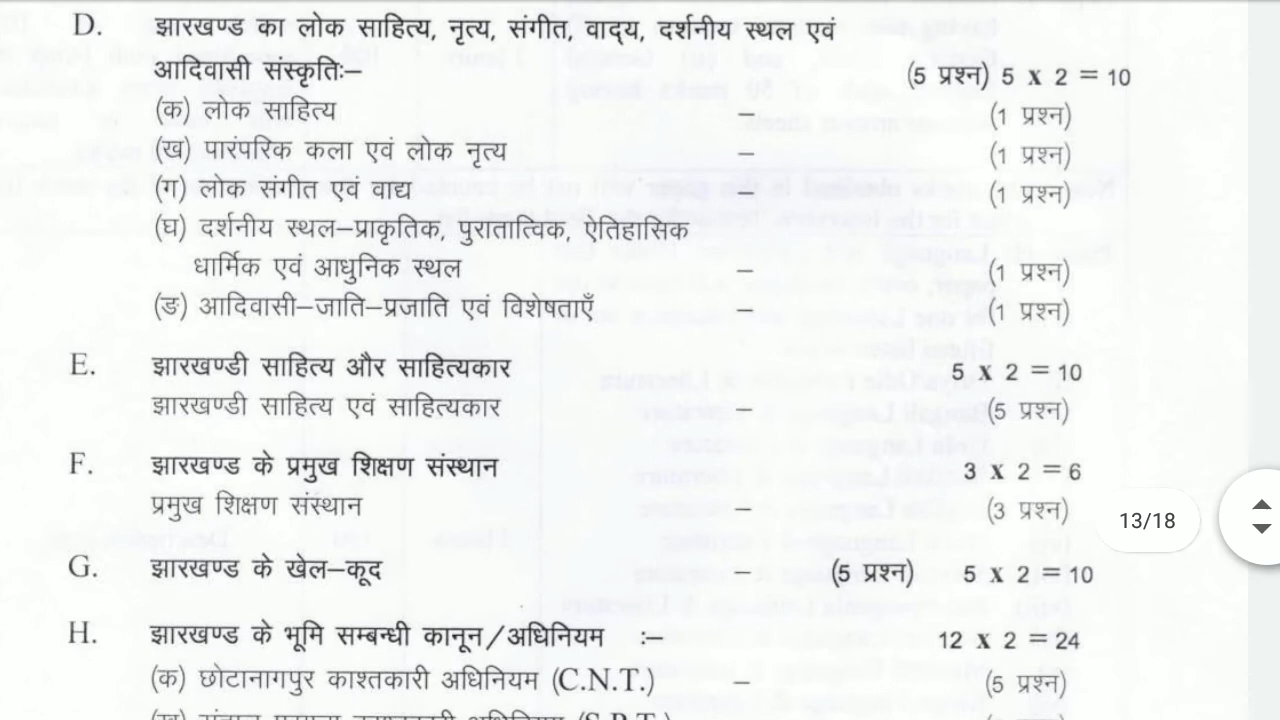 D. झारखण्ड का लोक साहित्य, नृत्य, संगीत, वाद्य, दर्शनीय स्थल एवं
आदिवासी संस्कृतिः– (5 प्रश्न) 5 x 2 = 10
(क) लोक साहित्य – (1 प्रश्न)
(ख) पारंपरिक कला एवं लोक नृत्य – (1 प्रश्न)
(ग) लोक संगीत एवं वाद्य – (1 प्रश्न)
(घ) दर्शनीय स्थल–प्राकृतिक, पुरातात्विक, ऐतिहासिक
धार्मिक एवं आधुनिक स्थल – (1 प्रश्न)
(ङ) आदिवासी–जाति–प्रजाति एवं विशेषताएँ – (1 प्रश्न)
E. झारखण्डी साहित्य और साहित्यकार 5 x 2 = 10
झारखण्डी साहित्य एवं साहित्यकार – (5 प्रश्न)
F. झारखण्ड के प्रमुख शिक्षण संस्थान 3 x 2 = 6
प्रमुख शिक्षण संस्थान – (3 प्रश्न)
13/18
G. झारखण्ड के खेल–कूद – (5 प्रश्न) 5 x 2 = 10
H. झारखण्ड के भूमि सम्बन्धी कानून/अधिनियम :– 12 x 2 = 24
(क) छोटानागपुर काश्तकारी अधिनियम (C.N.T.) – (5 प्रश्न)